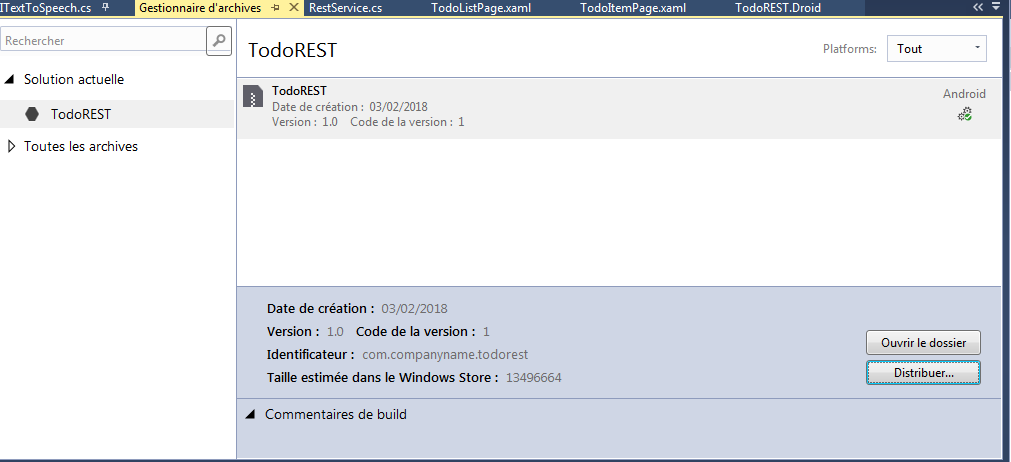 ITextToSpeech.cs Gestionnaire d'archives RestService.cs TodoListPage.xaml TodoItemPage.xaml TodoREST.Droid
Rechercher
Solution actuelle
TodoREST
Toutes les archives
TodoREST
Platforms: Tout
TodoREST
Date de création : 03/02/2018
Version : 1.0 Code de la version : 1
Android
Date de création : 03/02/2018
Version : 1.0 Code de la version : 1
Identificateur : com.companyname.todorest
Taille estimée dans le Windows Store : 13496664
Ouvrir le dossier
Distribuer...
Commentaires de build